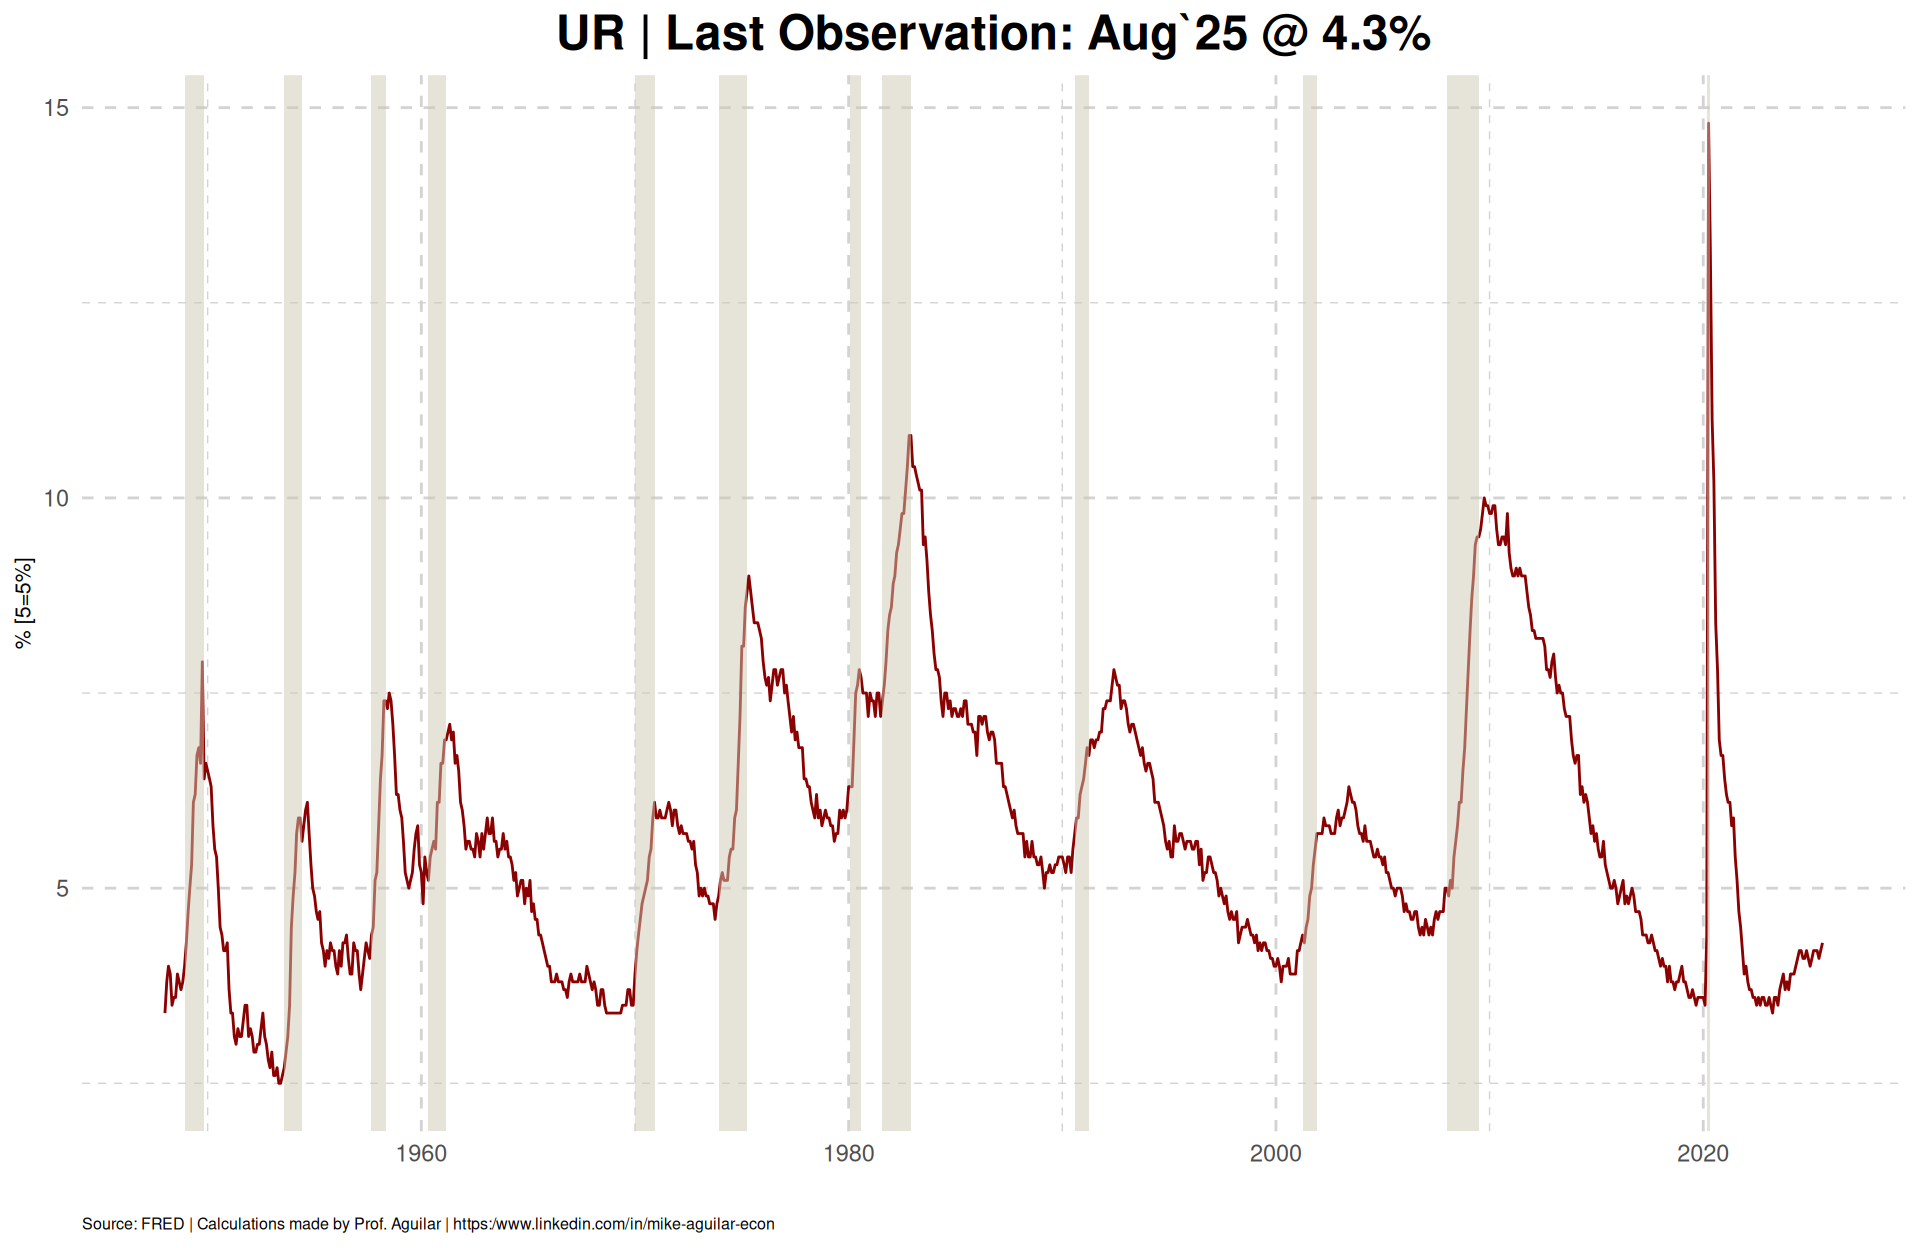 UR | Last Observation: Aug`25 @ 4.3%
15
10
5
% [5=5%]
1960 1980 2000 2020
Source: FRED | Calculations made by Prof. Aguilar | https:/www.linkedin.com/in/mike-aguilar-econ